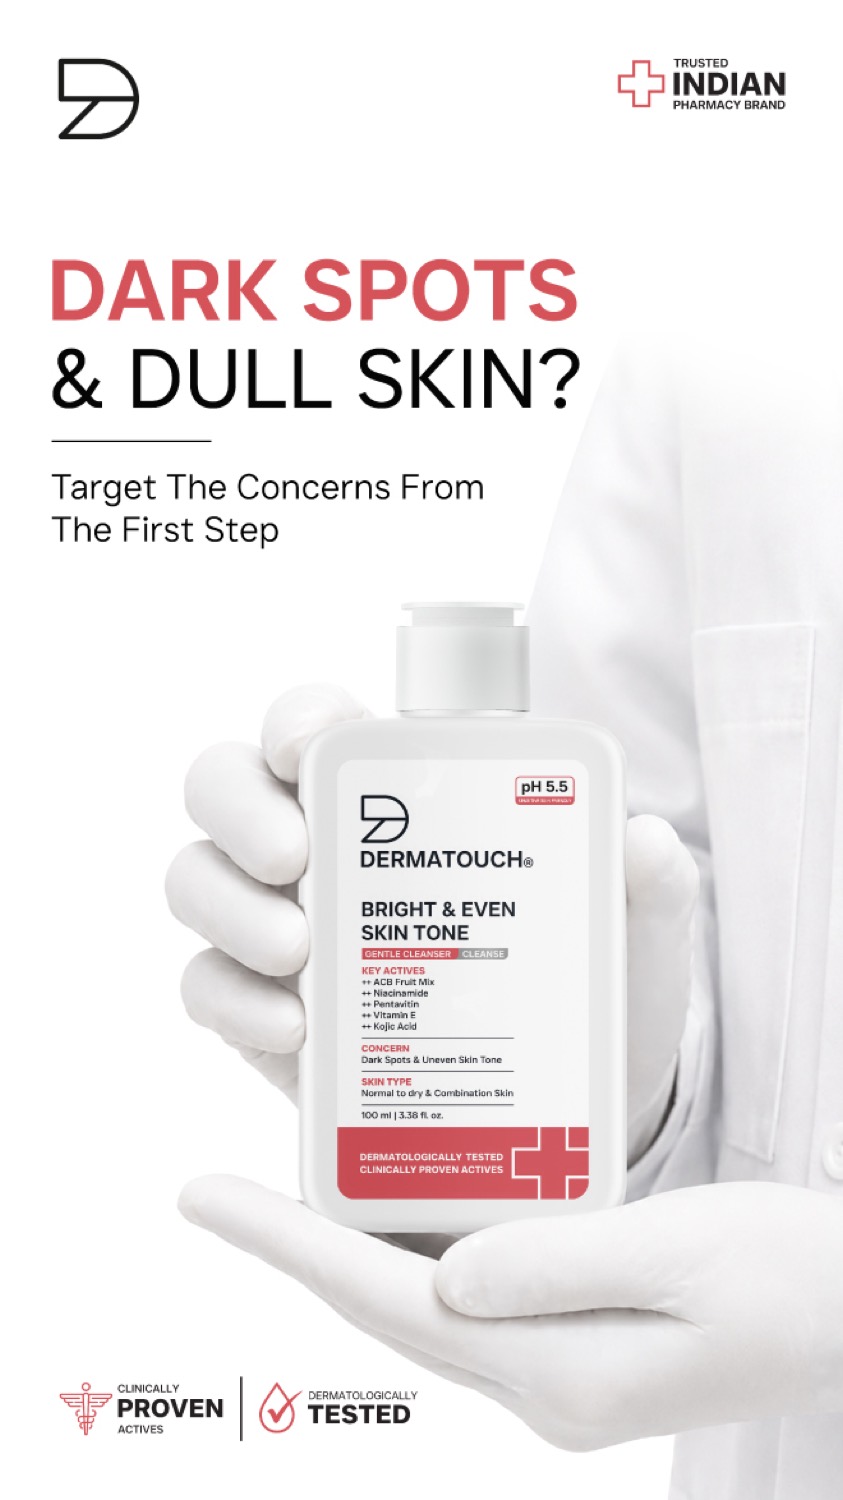 TRUSTED
INDIAN
PHARMACY BRAND
DARK SPOTS
& DULL SKIN?
Target The Concerns From
The First Step
pH 5.5
DERMATOUCH®
BRIGHT & EVEN
SKIN TONE
GENTLE CLEANSER CLEANSE
KEY ACTIVES
++ ACB Fruit Mix
++ Niacinamide
++ Pentavitin
++ Vitamin E
++ Kojic Acid
CONCERN
Dark Spots & Uneven Skin Tone
SKIN TYPE
Normal to dry & Combination Skin
100 ml | 3.38 fl. oz.
DERMATOLOGICALLY TESTED
CLINICALLY PROVEN ACTIVES
CLINICALLY
PROVEN
ACTIVES
DERMATOLOGICALLY
TESTED